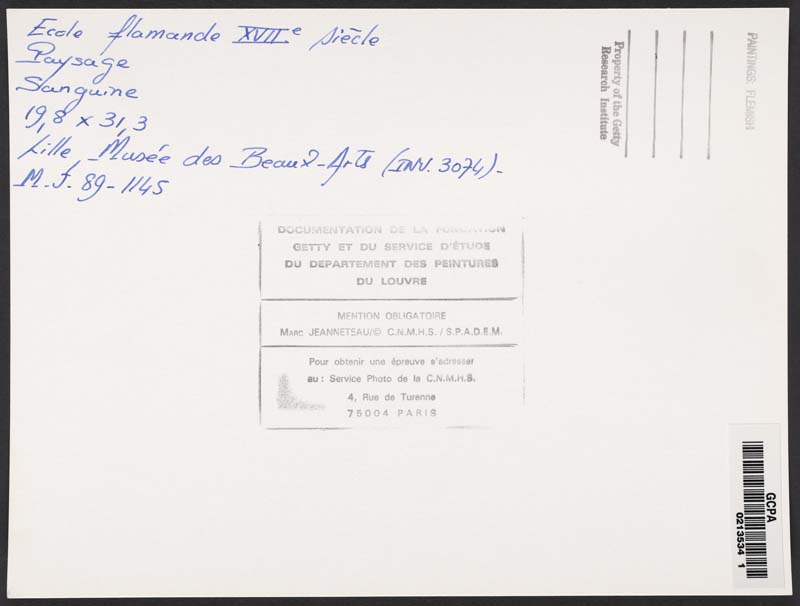 Ecole flamande XVIIe siècle
Paysage
Sanguine
19,8 x 31,3
Lille, Musée des Beaux-Arts (INV. 3074)-
M.J. 89-1145
DOCUMENTATION DE LA FONDATION
GETTY ET DU SERVICE D'ÉTUDE
DU DEPARTEMENT DES PEINTURES
DU LOUVRE
MENTION OBLIGATOIRE
MARC JEANNETEAU/© C.N.M.H.S. / S.P.A.D.E.M.
Pour obtenir une épreuve s'adresser
au : Service Photo de la C.N.M.H.S.
4, Rue de Turenne
75004 PARIS
Property of the Getty
Research Institute
PAINTINGS: FLEMISH
GCPA
0213534 1